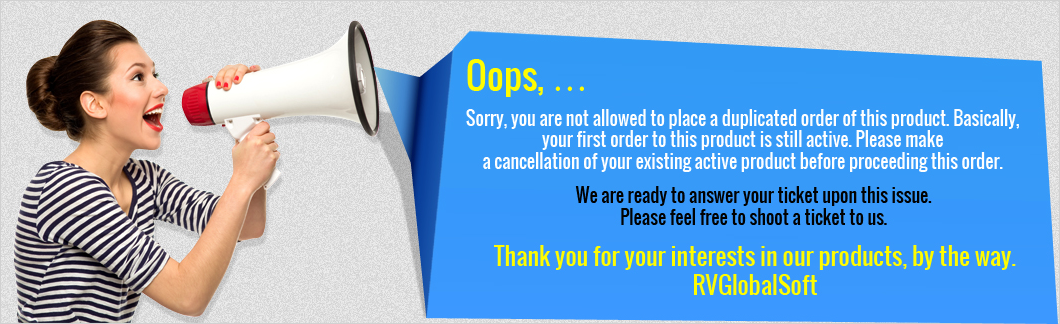 Oops, ...
Sorry, you are not allowed to place a duplicated order of this product. Basically,
your first order to this product is still active. Please make
a cancellation of your existing active product before proceeding this order.
We are ready to answer your ticket upon this issue.
Please feel free to shoot a ticket to us.
Thank you for your interests in our products, by the way.
RVGlobalSoft